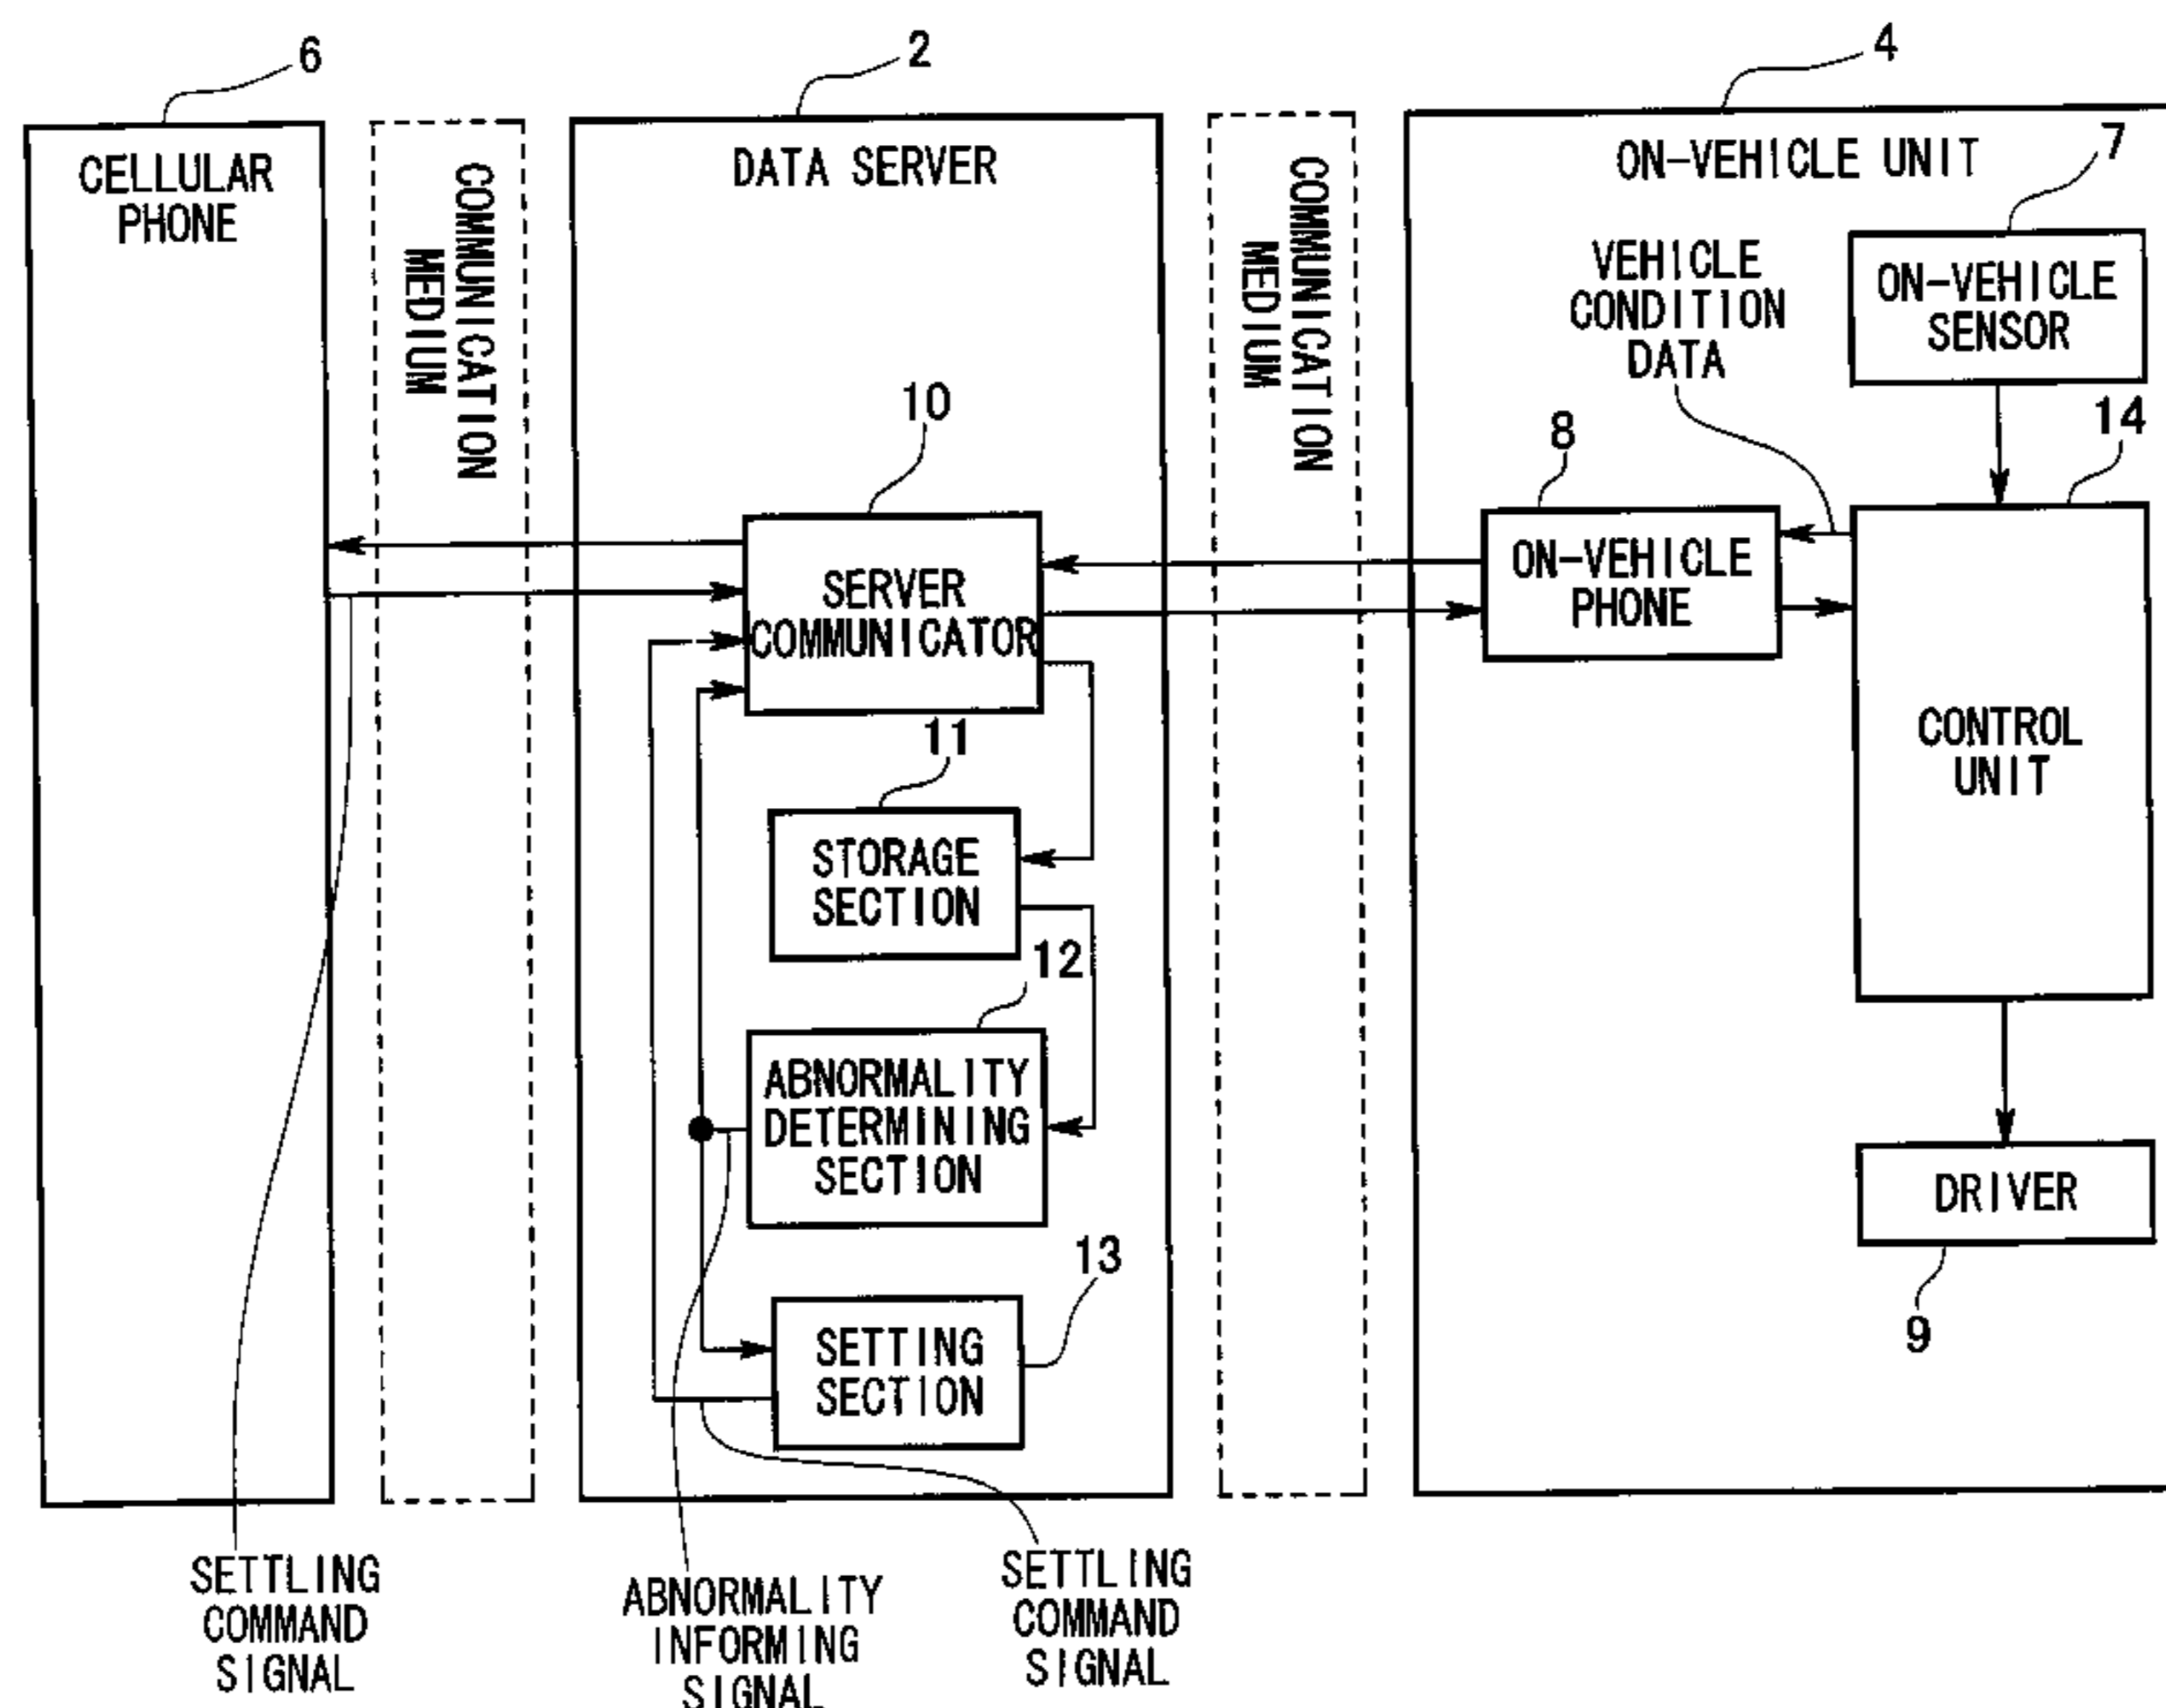 6
2
4
CELLULAR
PHONE
COMMUNICATION
MEDIUM
DATA SERVER
COMMUNICATION
MEDIUM
ON-VEHICLE UNIT
7
ON-VEHICLE
SENSOR
VEHICLE
CONDITION
DATA
10
8
14
SERVER
COMMUNICATOR
ON-VEHICLE
PHONE
CONTROL
UNIT
11
STORAGE
SECTION
12
ABNORMALITY
DETERMINING
SECTION
DRIVER
9
13
SETTING
SECTION
SETTLING
COMMAND
SIGNAL
ABNORMALITY
INFORMING
SIGNAL
SETTLING
COMMAND
SIGNAL